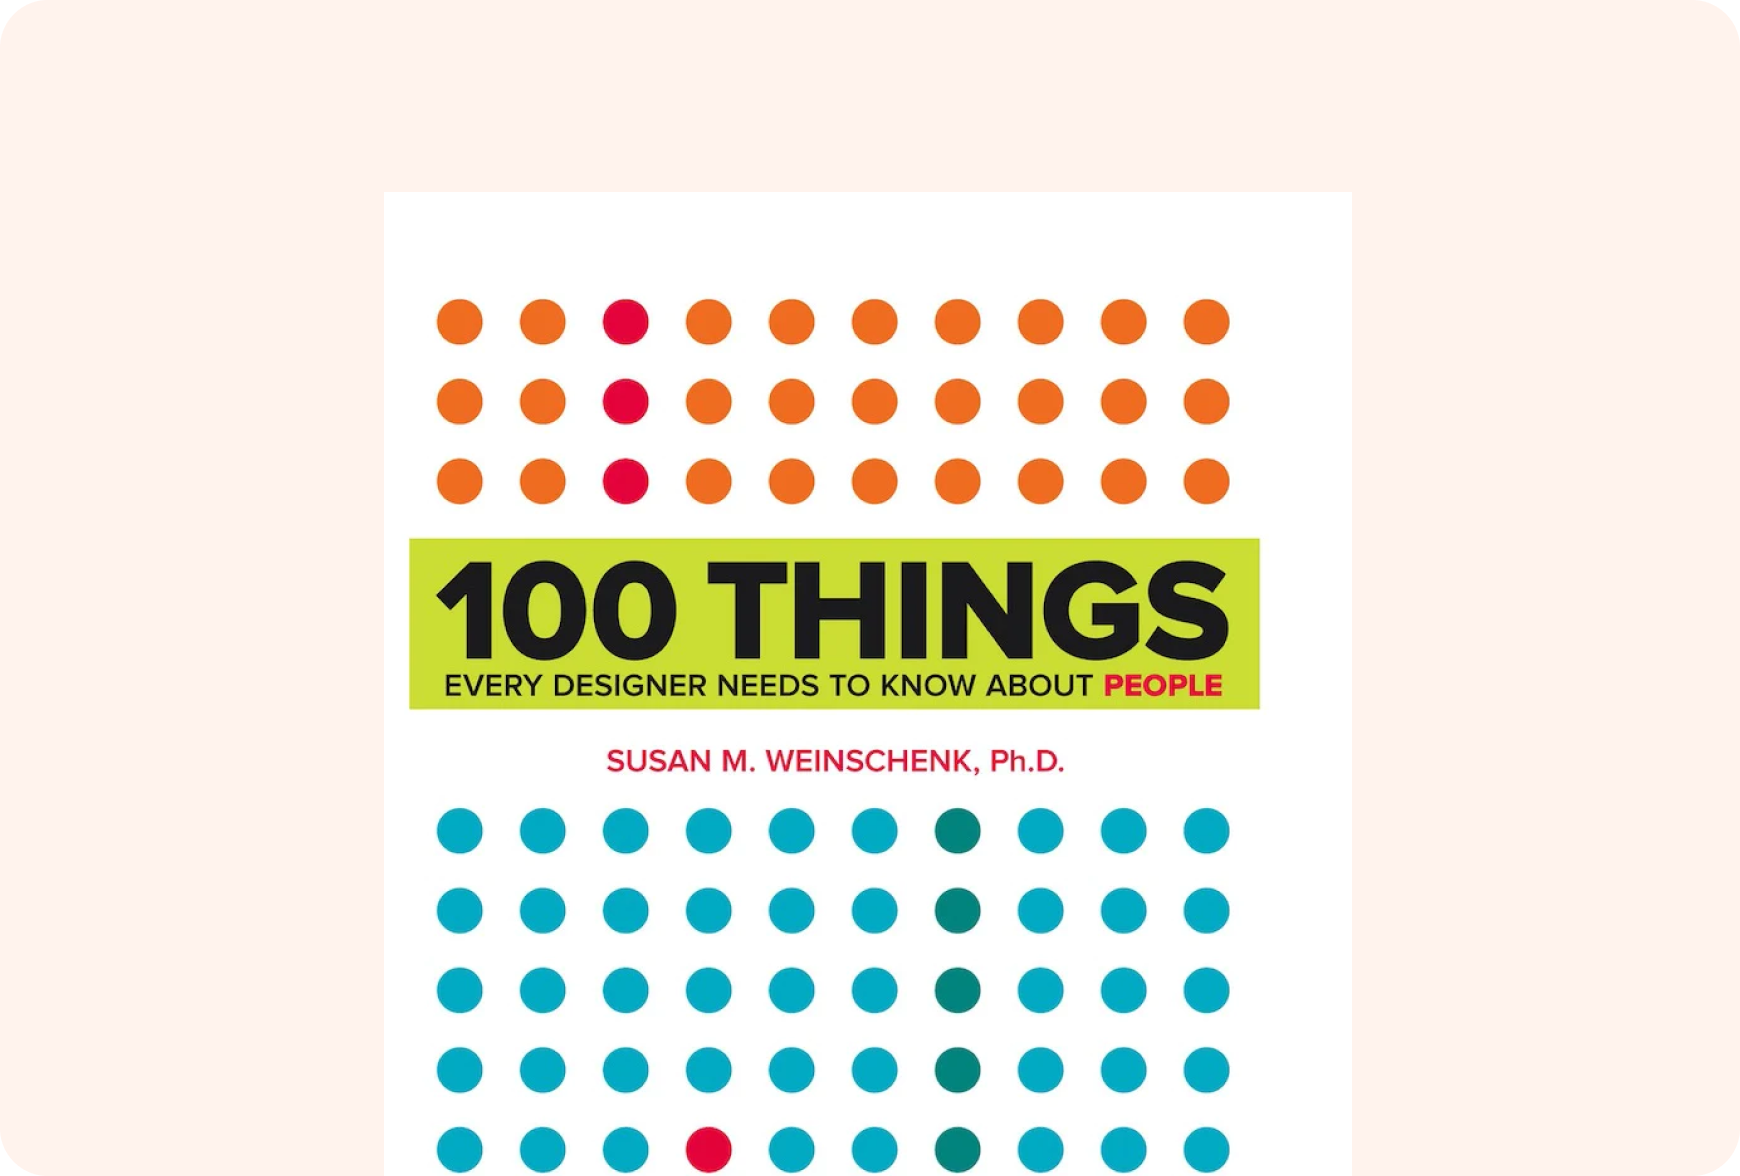 100 THINGS
EVERY DESIGNER NEEDS TO KNOW ABOUT PEOPLE
SUSAN M. WEINSCHENK, Ph.D.